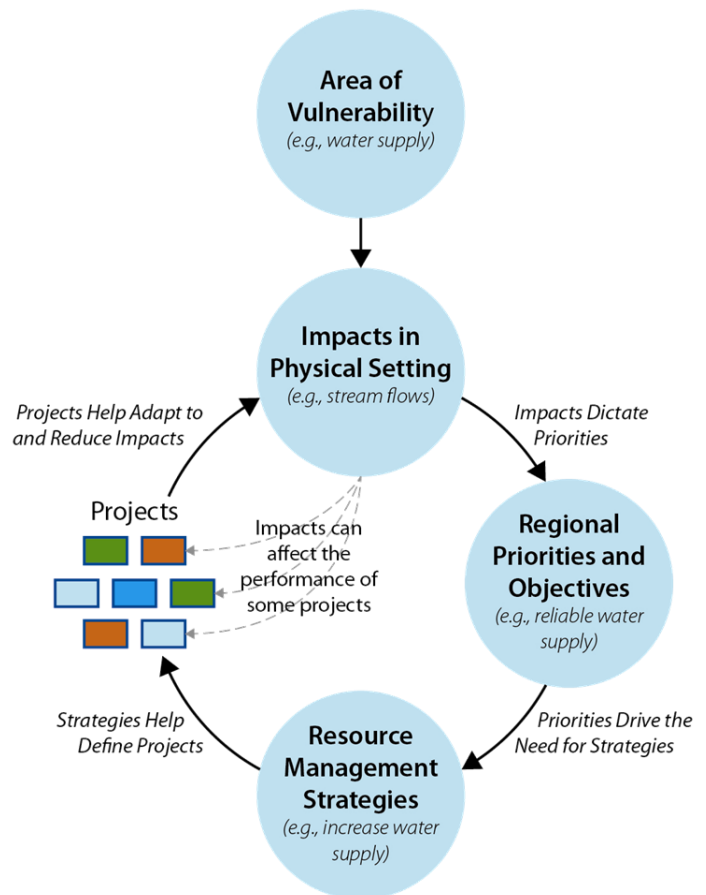 Area of
Vulnerability
(e.g., water supply)
Impacts in
Physical Setting
(e.g., stream flows)
Projects Help Adapt to
and Reduce Impacts
Impacts Dictate
Priorities
Projects
Impacts can
affect the
performance of
some projects
Regional
Priorities and
Objectives
(e.g., reliable water
supply)
Strategies Help
Define Projects
Priorities Drive the
Need for Strategies
Resource
Management
Strategies
(e.g., increase water
supply)